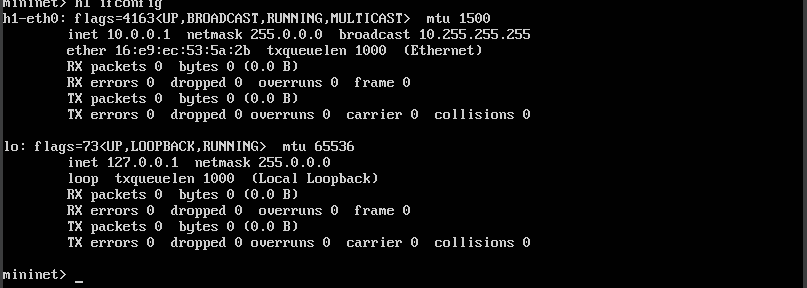 mininet> h1 ifconfig
h1-eth0: flags=4163<UP,BROADCAST,RUNNING,MULTICAST>  mtu 1500
        inet 10.0.0.1  netmask 255.0.0.0  broadcast 10.255.255.255
        ether 16:e9:ec:53:5a:2b  txqueuelen 1000  (Ethernet)
        RX packets 0  bytes 0 (0.0 B)
        RX errors 0  dropped 0  overruns 0  frame 0
        TX packets 0  bytes 0 (0.0 B)
        TX errors 0  dropped 0 overruns 0  carrier 0  collisions 0

lo: flags=73<UP,LOOPBACK,RUNNING>  mtu 65536
        inet 127.0.0.1  netmask 255.0.0.0
        loop  txqueuelen 1000  (Local Loopback)
        RX packets 0  bytes 0 (0.0 B)
        RX errors 0  dropped 0  overruns 0  frame 0
        TX packets 0  bytes 0 (0.0 B)
        TX errors 0  dropped 0 overruns 0  carrier 0  collisions 0

mininet> _